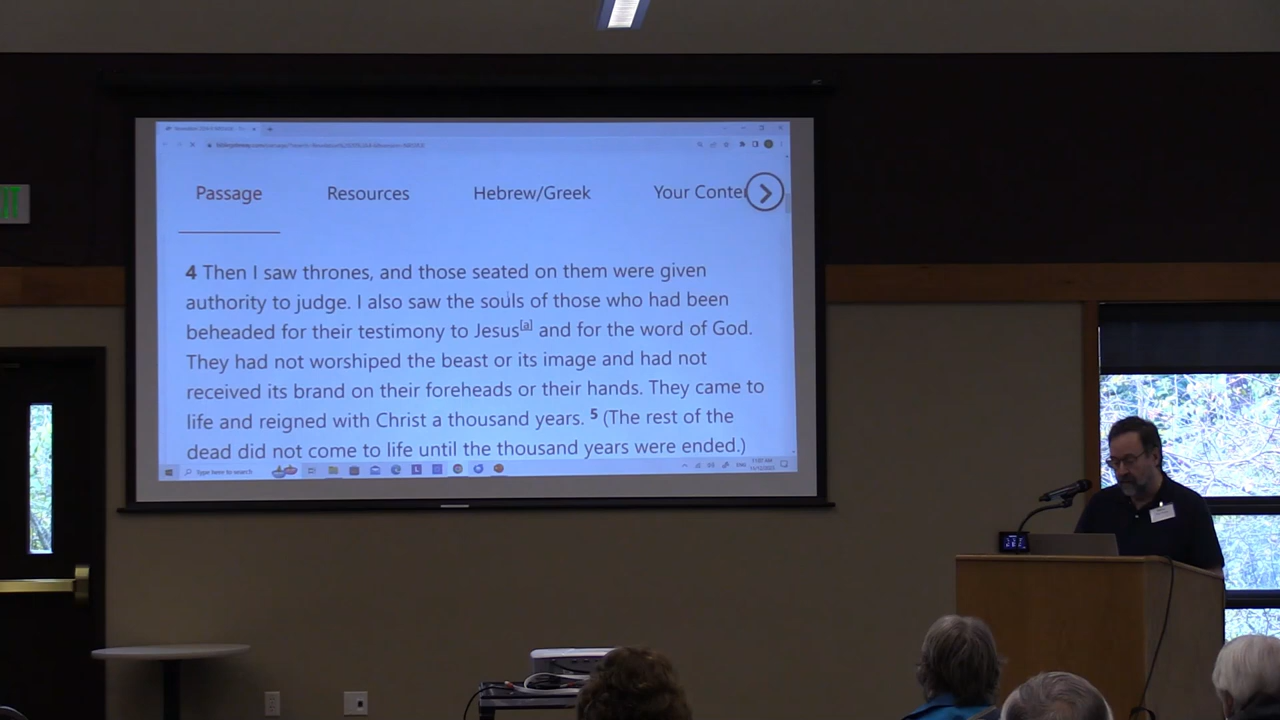 Passage
Resources
Hebrew/Greek
Your Conte
4 Then I saw thrones, and those seated on them were given
authority to judge. I also saw the souls of those who had been
beheaded for their testimony to Jesus[a] and for the word of God.
They had not worshiped the beast or its image and had not
received its brand on their foreheads or their hands. They came to
life and reigned with Christ a thousand years. 5 (The rest of the
dead did not come to life until the thousand years were ended.)
Type here to search